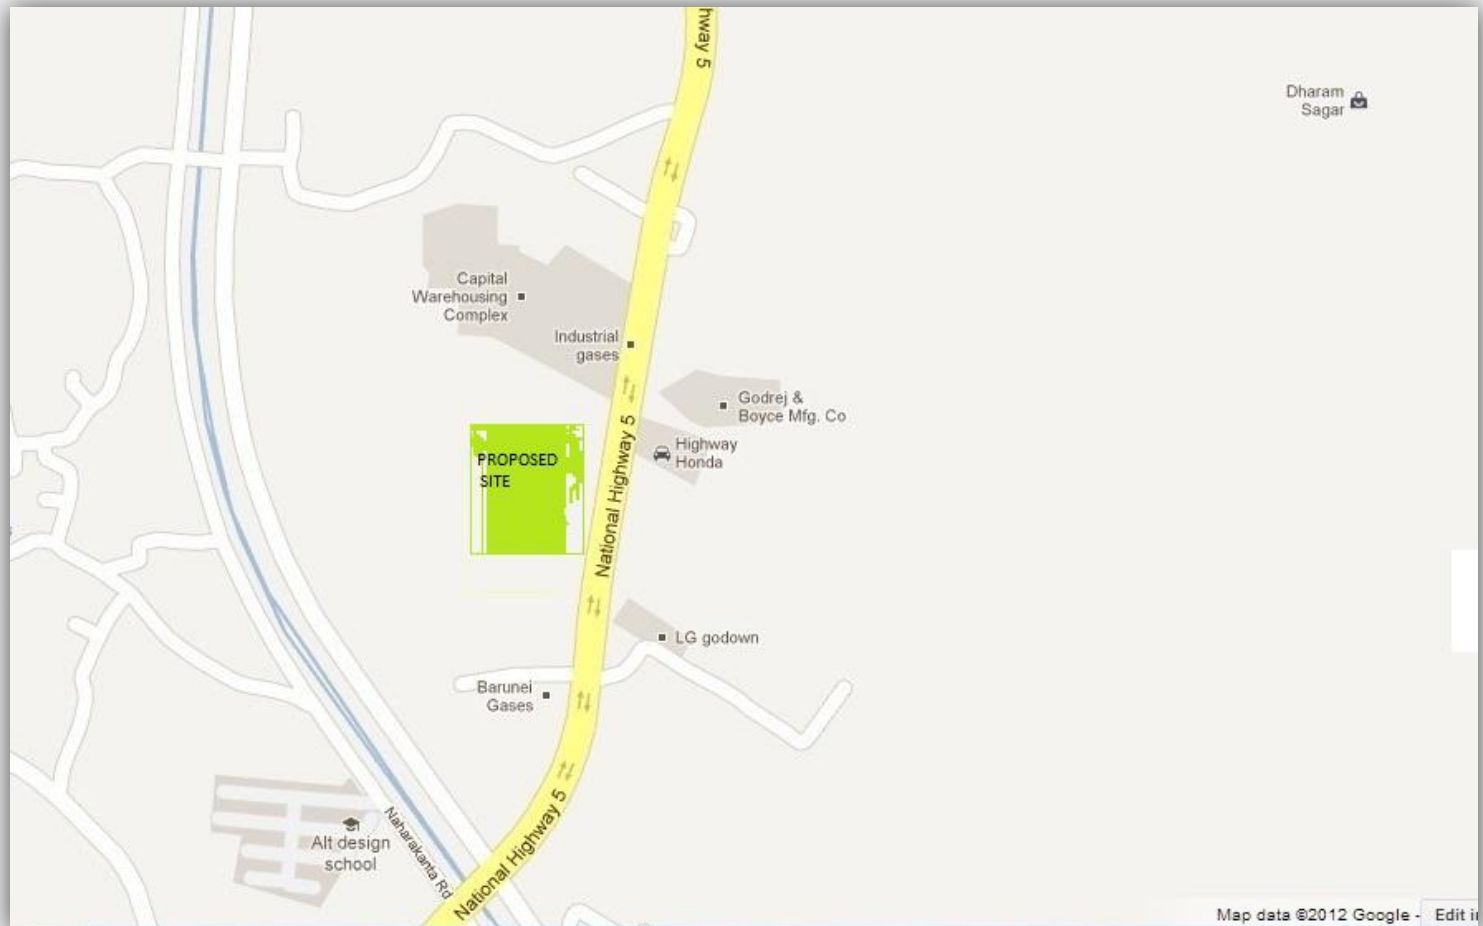 hway 5
Dharam
Sagar
Capital
Warehousing
Complex
Industrial
gases
Godrej &
Boyce Mfg. Co
National Highway 5
Highway
Honda
PROPOSED
SITE
LG godown
Barunei
Gases
National Highway 5
Naharakanta Rd
Alt design
school
Map data ©2012 Google -
Edit i